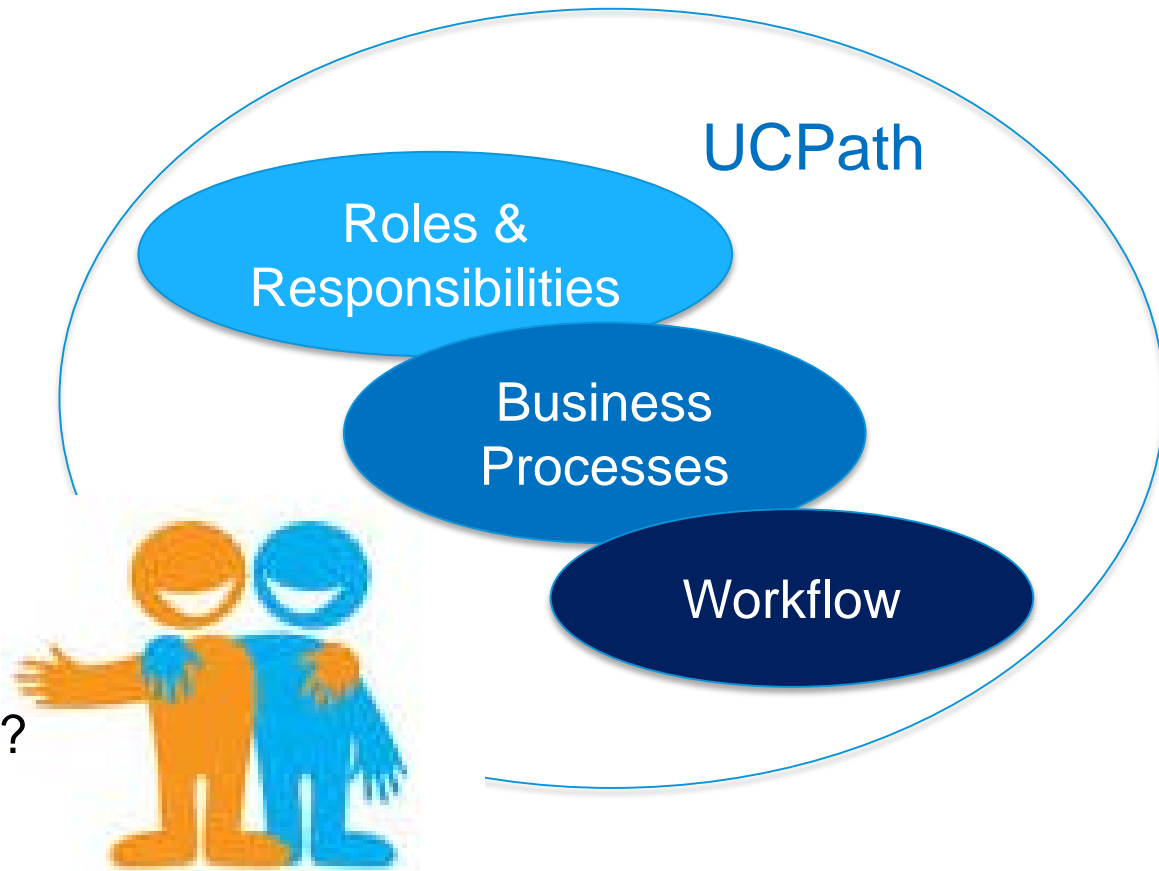 UCPath
Roles &
Responsibilities
Business
Processes
Workflow
?